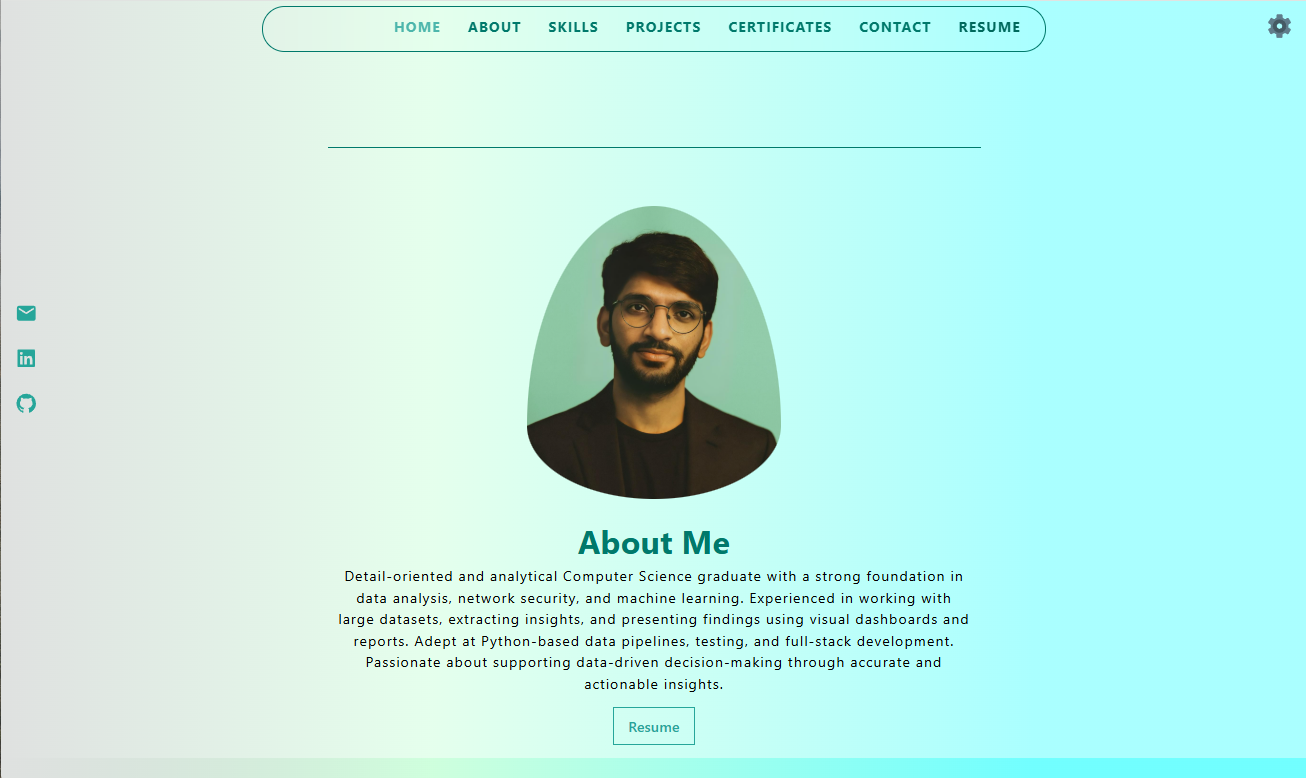 HOME ABOUT SKILLS PROJECTS CERTIFICATES CONTACT RESUME
in
About Me
Detail-oriented and analytical Computer Science graduate with a strong foundation in
data analysis, network security, and machine learning. Experienced in working with
large datasets, extracting insights, and presenting findings using visual dashboards and
reports. Adept at Python-based data pipelines, testing, and full-stack development.
Passionate about supporting data-driven decision-making through accurate and
actionable insights.
Resume